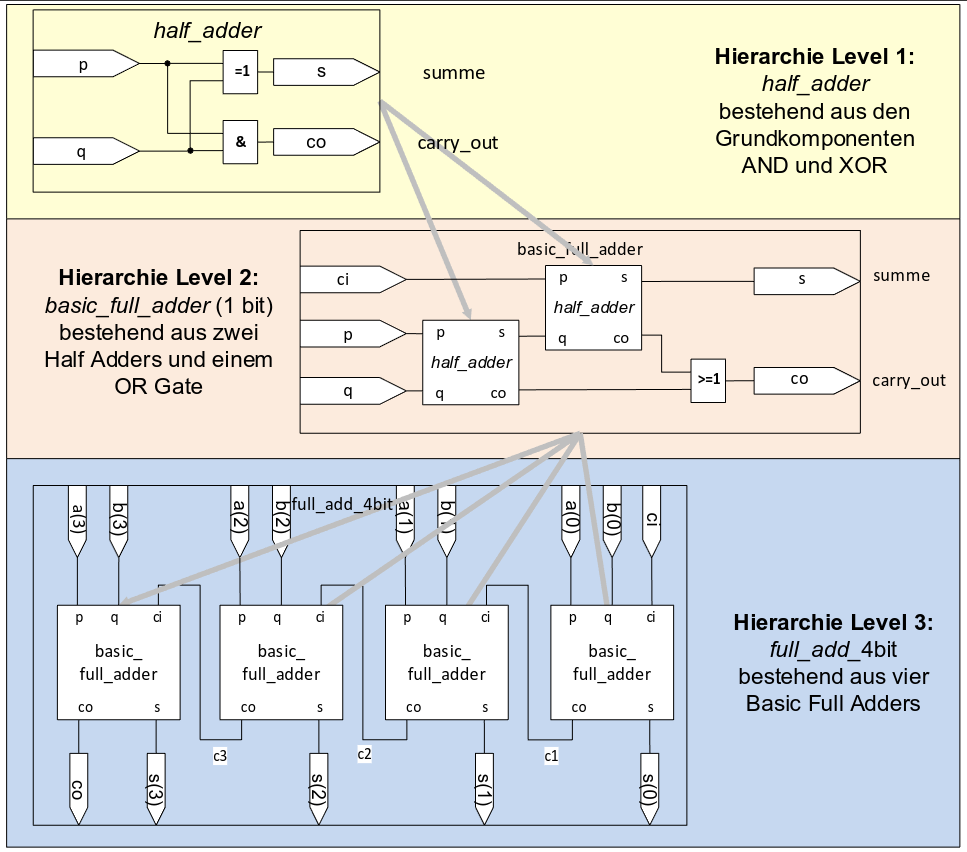 half_adder
p
=1
s
summe
q
&
co
carry_out
Hierarchie Level 1:
half_adder
bestehend aus den
Grundkomponenten
AND und XOR
Hierarchie Level 2:
basic_full_adder (1 bit)
bestehend aus zwei
Half Adders und einem
OR Gate
basic_full_adder
ci
p s
half_adder
q co
s
summe
p
p s
half_adder
q co
q
>=1
co
carry_out
full_add_4bit
a(3) b(3) a(2) b(2) a(1) b(1) a(0) b(0) ci
p q ci
basic_
full_adder
co s
p q ci
basic_
full_adder
co s
p q ci
basic_
full_adder
co s
p q ci
basic_
full_adder
co s
c3 c2 c1
co s(3) s(2) s(1) s(0)
Hierarchie Level 3:
full_add_4bit
bestehend aus vier
Basic Full Adders